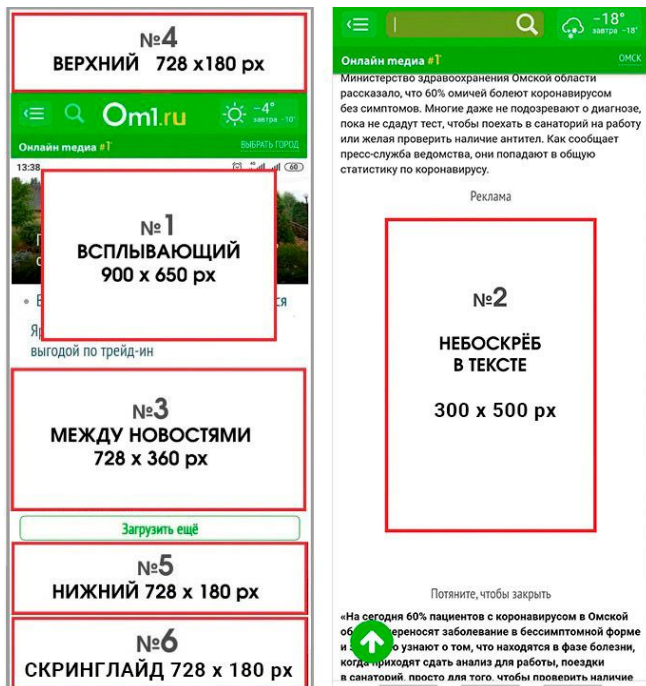 №4
ВЕРХНИЙ 728 x180 px
Om1.ru
-4°
завтра -10°
Онлайн медиа #1
ВЫБРАТЬ ГОРОД
13:38
60
№1
ВСПЛЫВАЮЩИЙ
900 x 650 px
выгодой по трейд-ин
№3
МЕЖДУ НОВОСТЯМИ
728 x 360 px
Загрузить ещё
№5
НИЖНИЙ 728 x 180 px
№6
СКРИНГЛАЙД 728 x 180 px
-18°
завтра -18°
Онлайн медиа #1
ОМСК
Министерство здравоохранения Омской области
рассказало, что 60% омичей болеют коронавирусом
без симптомов. Многие даже не подозревают о диагнозе,
пока не сдадут тест, чтобы поехать в санаторий на работу
или желая проверить наличие антител. Как сообщает
пресс-служба ведомства, они попадают в общую
статистику по коронавирусу.
Реклама
№2
НЕБОСКРЁБ
В ТЕКСТЕ
300 x 500 px
Потяните, чтобы закрыть
«На сегодня 60% пациентов с коронавирусом в Омской
переносят заболевание в бессимптомной форме
и узнают о том, что находятся в фазе болезни,
когда приходят сдать анализ для работы, поездки
в санаторий, просто для того, чтобы проверить наличие